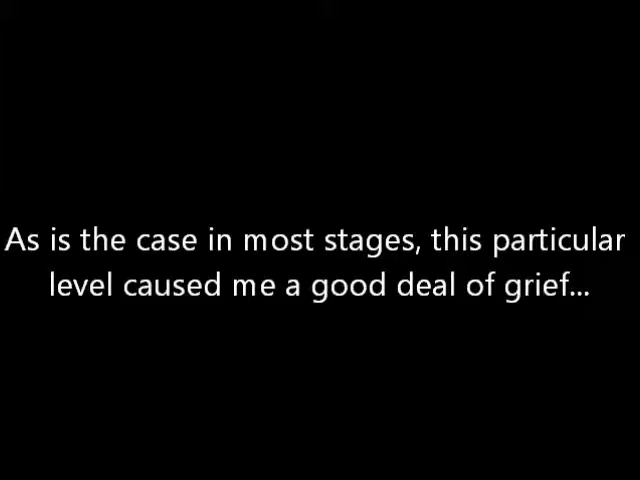 As is the case in most stages, this particular
level caused me a good deal of grief...